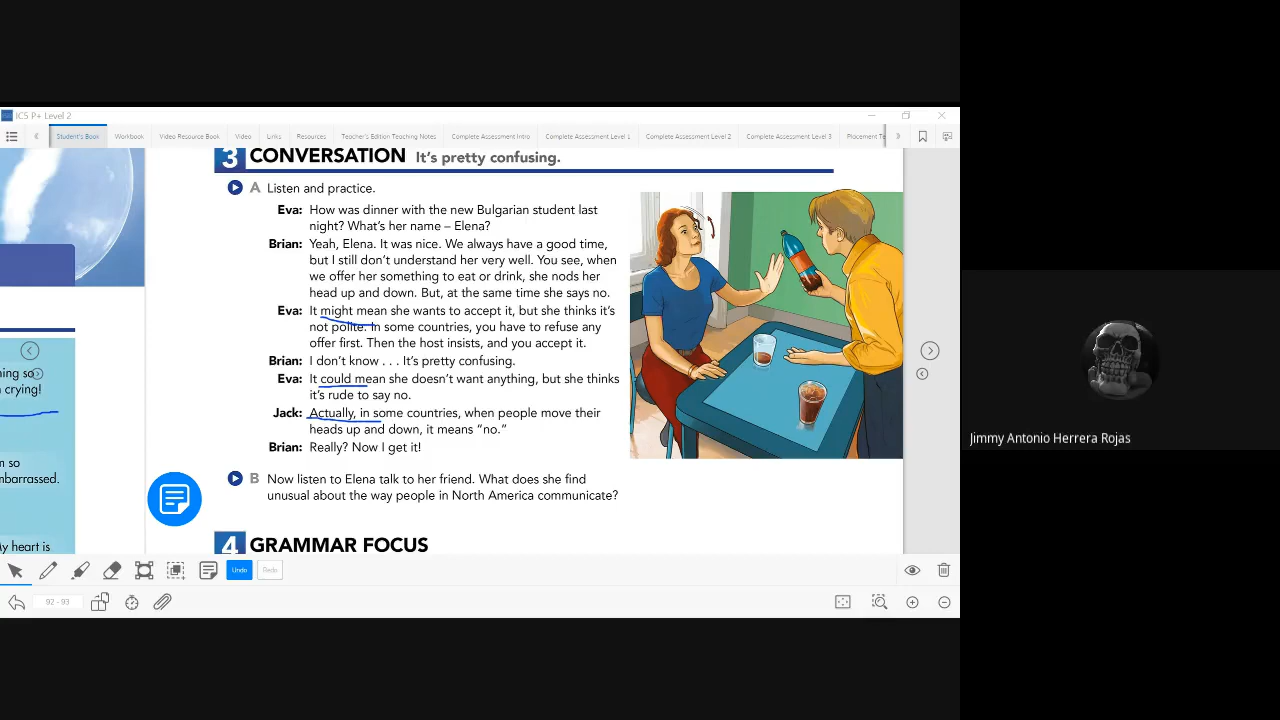 IC5 P+ Level 2
Student's Book Workbook Video Resource Book Video Links Resources Teacher's Edition Teaching Notes Complete Assessment Intro Complete Assessment Level 1 Complete Assessment Level 2 Complete Assessment Level 3 Placement
3 CONVERSATION It's pretty confusing.
A Listen and practice.
Eva: How was dinner with the new Bulgarian student last
night? What's her name – Elena?
Brian: Yeah, Elena. It was nice. We always have a good time,
but I still don't understand her very well. You see, when
we offer her something to eat or drink, she nods her
head up and down. But, at the same time she says no.
Eva: It might mean she wants to accept it, but she thinks it's
not polite. In some countries, you have to refuse any
offer first. Then the host insists, and you accept it.
Brian: I don't know . . . It's pretty confusing.
Eva: It could mean she doesn't want anything, but she thinks
it's rude to say no.
Jack: Actually, in some countries, when people move their
heads up and down, it means "no."
Brian: Really? Now I get it!
B Now listen to Elena talk to her friend. What does she find
unusual about the way people in North America communicate?
4 GRAMMAR FOCUS
crying!
so
heart is
Undo Redo
92 - 93
Jimmy Antonio Herrera Rojas